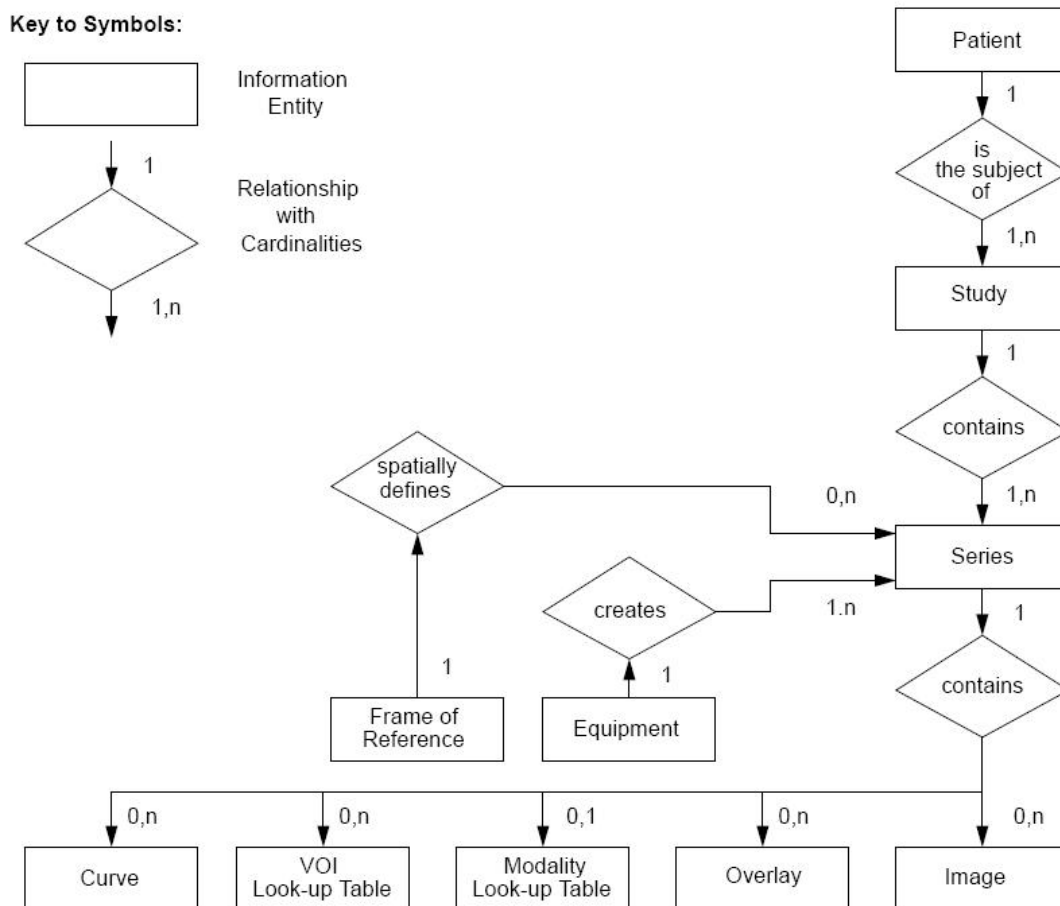 Key to Symbols:
Information
Entity
1
Relationship
with
Cardinalities
1,n
Patient
1
is
the subject
of
1,n
Study
1
contains
1,n
spatially
defines
0,n
Series
creates
1.n
1
1
1
contains
Frame of
Reference
Equipment
0,n
0,n
0,1
0,n
0,n
Curve
VOI
Look-up Table
Modality
Look-up Table
Overlay
Image